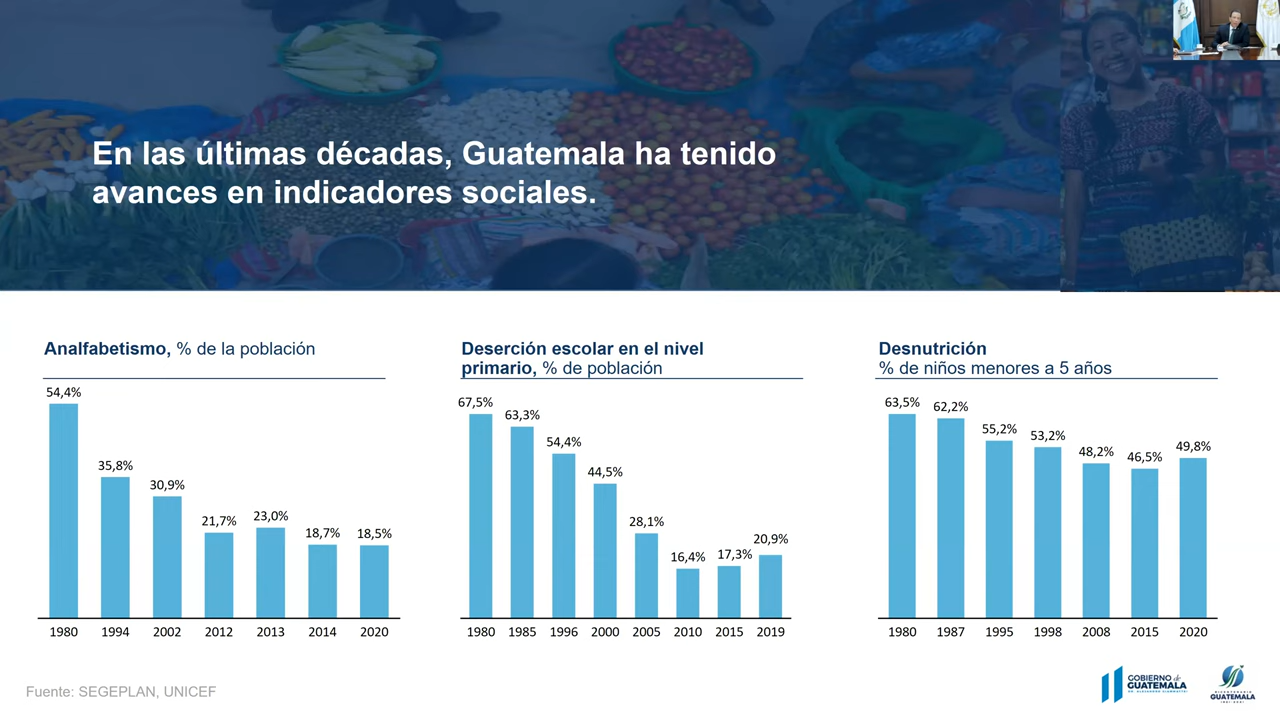 En las últimas décadas, Guatemala ha tenido
avances en indicadores sociales.
Analfabetismo, % de la población
54,4%
35,8%
30,9%
21,7%
23,0%
18,7%
18,5%
1980 1994 2002 2012 2013 2014 2020
Deserción escolar en el nivel
primario, % de población
67,5%
63,3%
54,4%
44,5%
28,1%
16,4%
17,3%
20,9%
1980 1985 1996 2000 2005 2010 2015 2019
Desnutrición
% de niños menores a 5 años
63,5%
62,2%
55,2%
53,2%
48,2%
46,5%
49,8%
1980 1987 1995 1998 2008 2015 2020
Fuente: SEGEPLAN, UNICEF
GOBIERNO de
GUATEMALA
BICENTENARIO
GUATEMALA